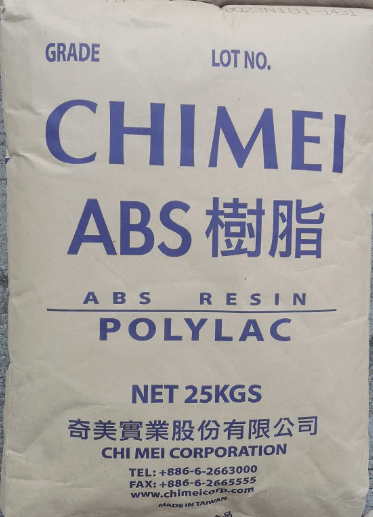 GRADE LOT NO.
CHIMEI
ABS 樹脂
ABS RESIN
POLYLAC
NET 25KGS
奇美實業股份有限公司
CHI MEI CORPORATION
TEL: +886-6-2663000
FAX: +886-6-2665555
www.chimeicorp.com
MADE IN TAIWAN